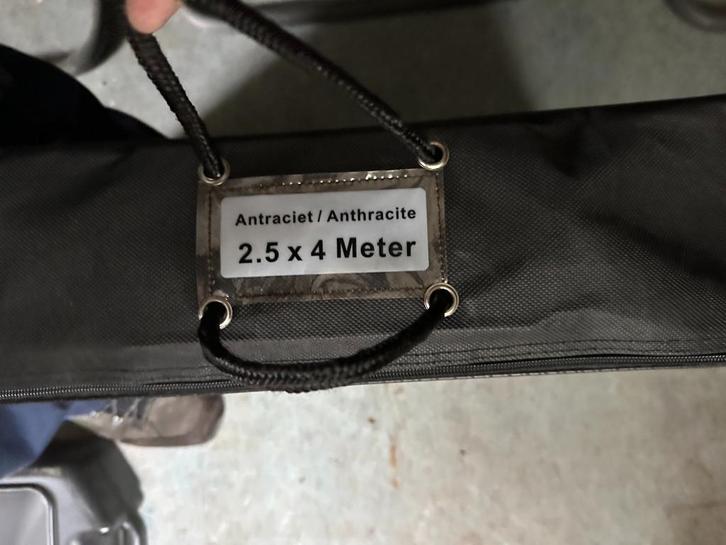 Antraciet / Anthracite
2.5 x 4 Meter